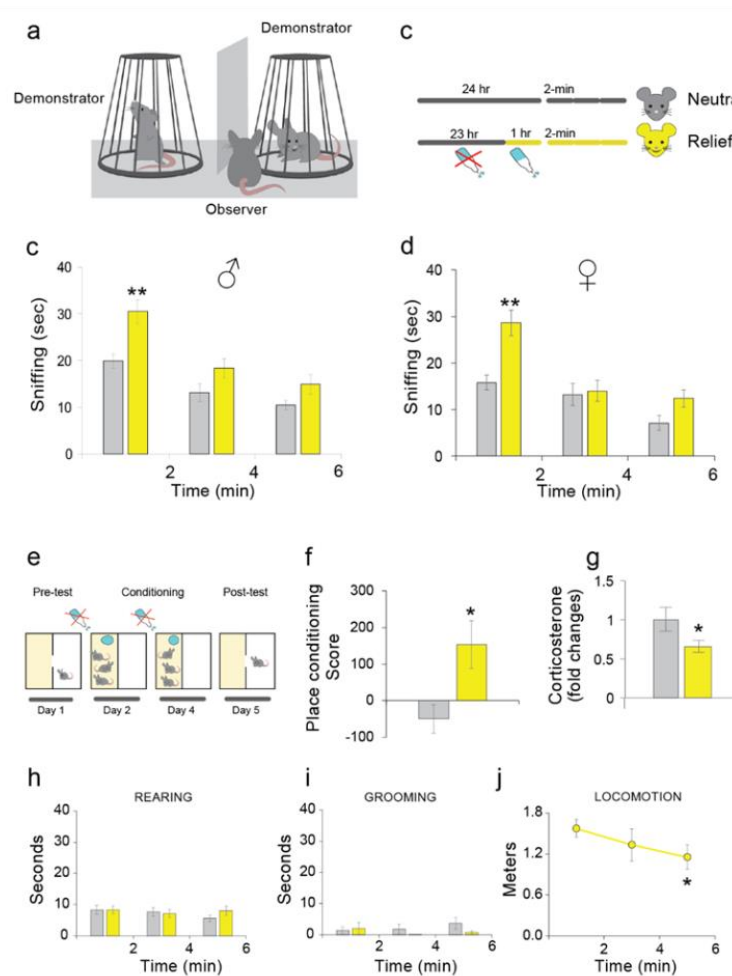 a
Demonstrator
Demonstrator
Observer
c
24 hr
2-min
Neutra
23 hr
1 hr
2-min
Relief
c
♂
40
30
20
10
0
**
Sniffing (sec)
2
4
6
Time (min)
d
♀
40
30
20
10
0
**
Sniffing (sec)
2
4
6
Time (min)
e
Pre-test
Conditioning
Post-test
Day 1
Day 2
Day 4
Day 5
f
Place conditioning
Score
300
200
100
0
-100
*
g
Corticosterone
(fold changes)
1.5
1
0.5
0
*
h
REARING
Seconds
40
30
20
10
0
2
4
6
Time (min)
i
GROOMING
Seconds
40
30
20
10
0
2
4
6
Time (min)
j
LOCOMOTION
Meters
1.8
1.2
0.6
0
*
2
4
6
Time (min)